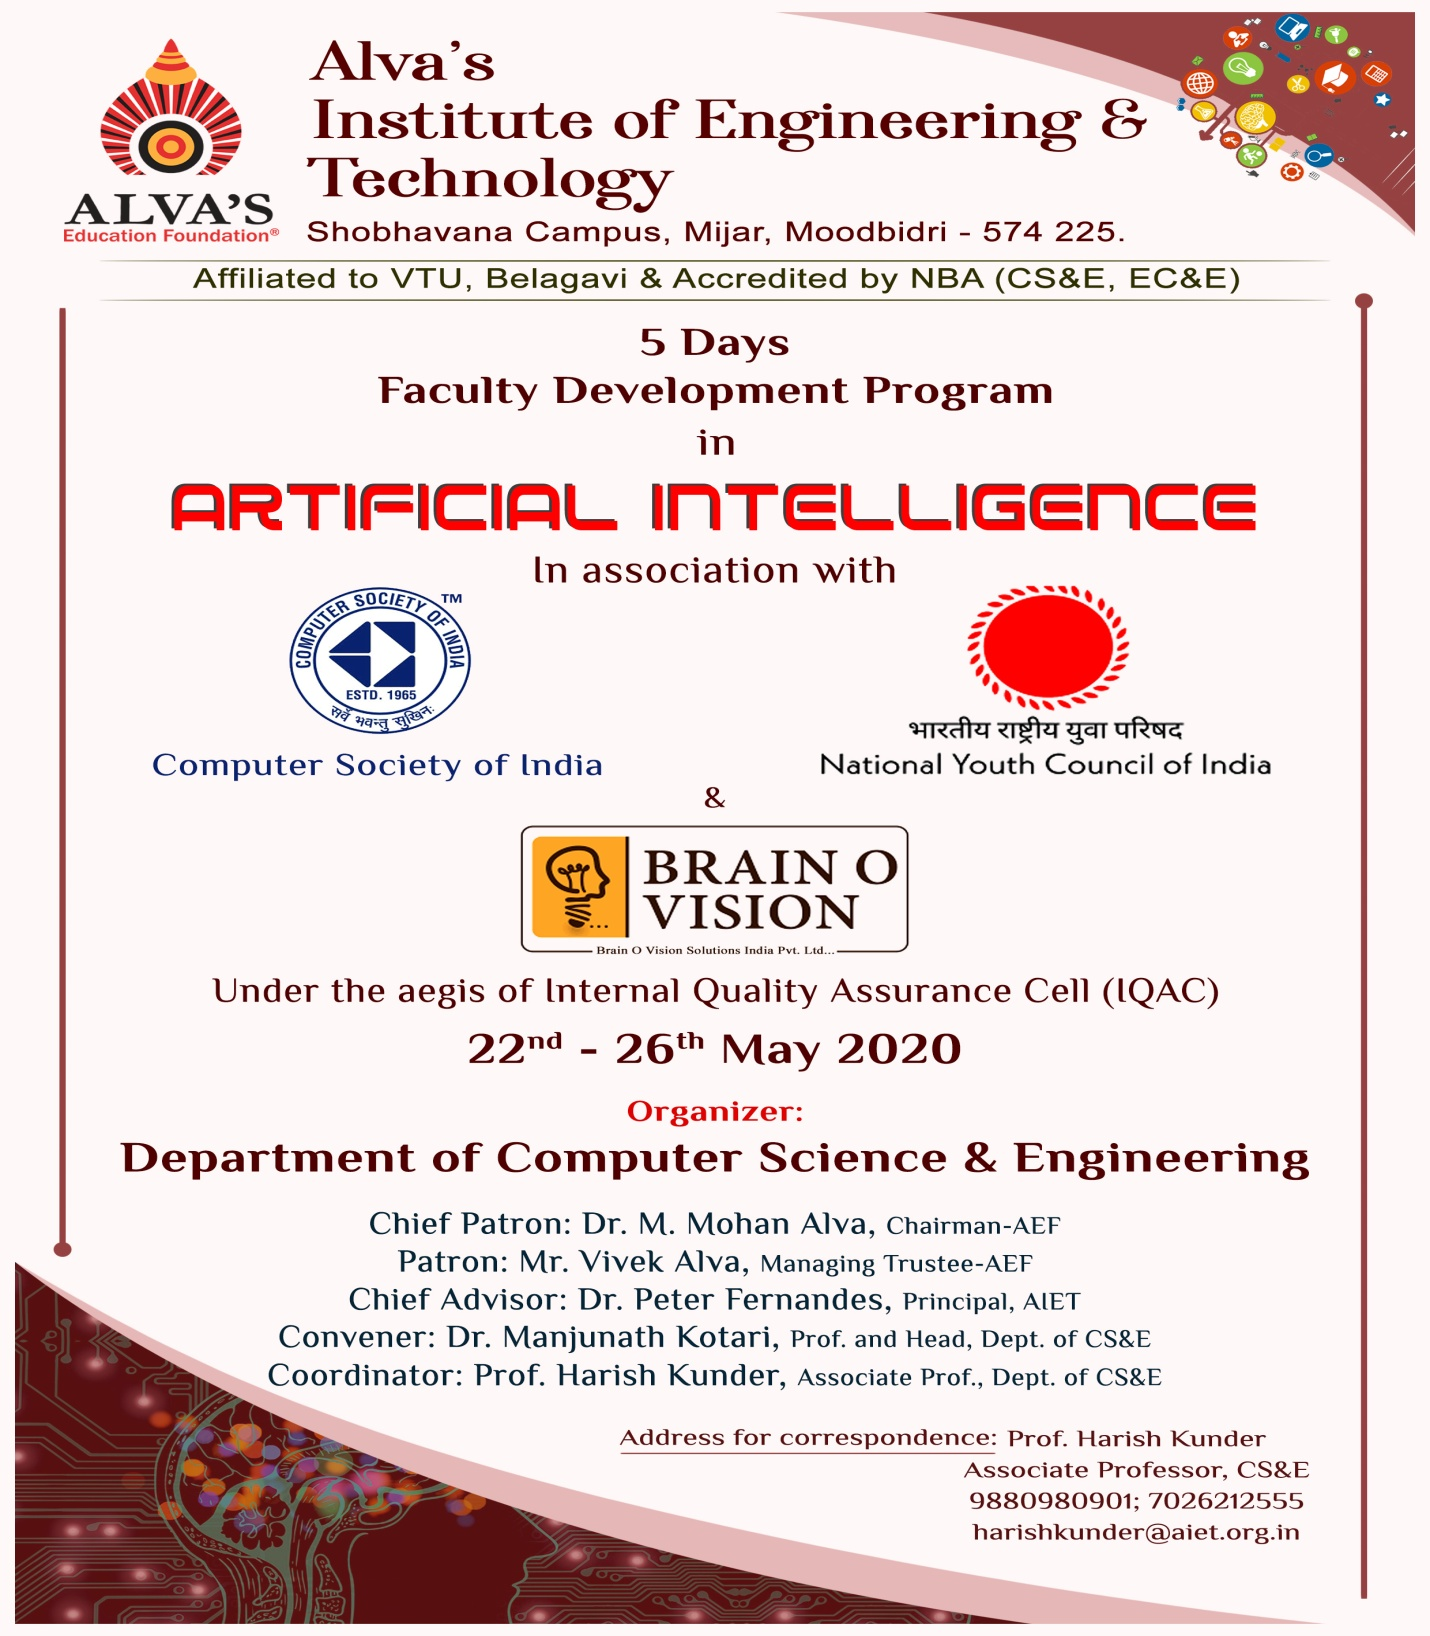 Alva's
Institute of Engineering &
Technology
ALVA'S
Education Foundation®
Shobhavana Campus, Mijar, Moodbidri - 574 225.
Affiliated to VTU, Belagavi & Accredited by NBA (CS&E, EC&E)
5 Days
Faculty Development Program
in
ARTIFICIAL INTELLIGENCE
In association with
COMPUTER SOCIETY OF INDIA
TM
ESTD. 1965
सर्वे भवन्तु सुखिनः
Computer Society of India
भारतीय राष्ट्रीय युवा परिषद
National Youth Council of India
&
BRAIN O
VISION
Brain O Vision Solutions India Pvt. Ltd...
Under the aegis of Internal Quality Assurance Cell (IQAC)
22nd - 26th May 2020
Organizer:
Department of Computer Science & Engineering
Chief Patron: Dr. M. Mohan Alva, Chairman-AEF
Patron: Mr. Vivek Alva, Managing Trustee-AEF
Chief Advisor: Dr. Peter Fernandes, Principal, AIET
Convener: Dr. Manjunath Kotari, Prof. and Head, Dept. of CS&E
Coordinator: Prof. Harish Kunder, Associate Prof., Dept. of CS&E
Address for correspondence: Prof. Harish Kunder
Associate Professor, CS&E
9880980901; 7026212555
harishkunder@aiet.org.in